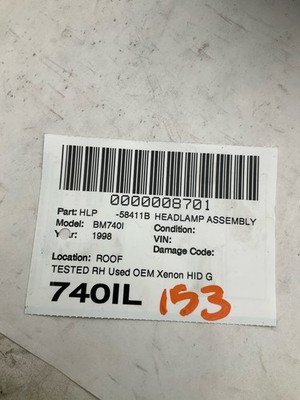 0000008701
Part: HLP -58411B HEADLAMP ASSEMBLY
Model: BM740I Condition:
Year: 1998 VIN:
Damage Code:
Location: ROOF
TESTED RH Used OEM Xenon HID G
740IL 153